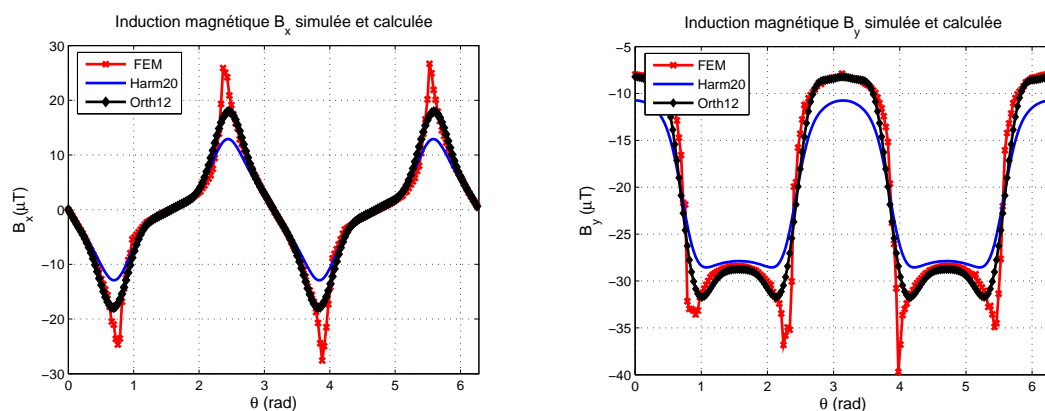 Induction magnétique B_x simulée et calculée
30
20
10
0
−10
−20
−30
B_x(μT)
FEM
Harm20
Orth12
0 1 2 3 4 5 6
θ (rad)
Induction magnétique B_y simulée et calculée
−5
−10
−15
−20
−25
−30
−35
−40
B_y (μT)
FEM
Harm20
Orth12
0 1 2 3 4 5 6
θ (rad)